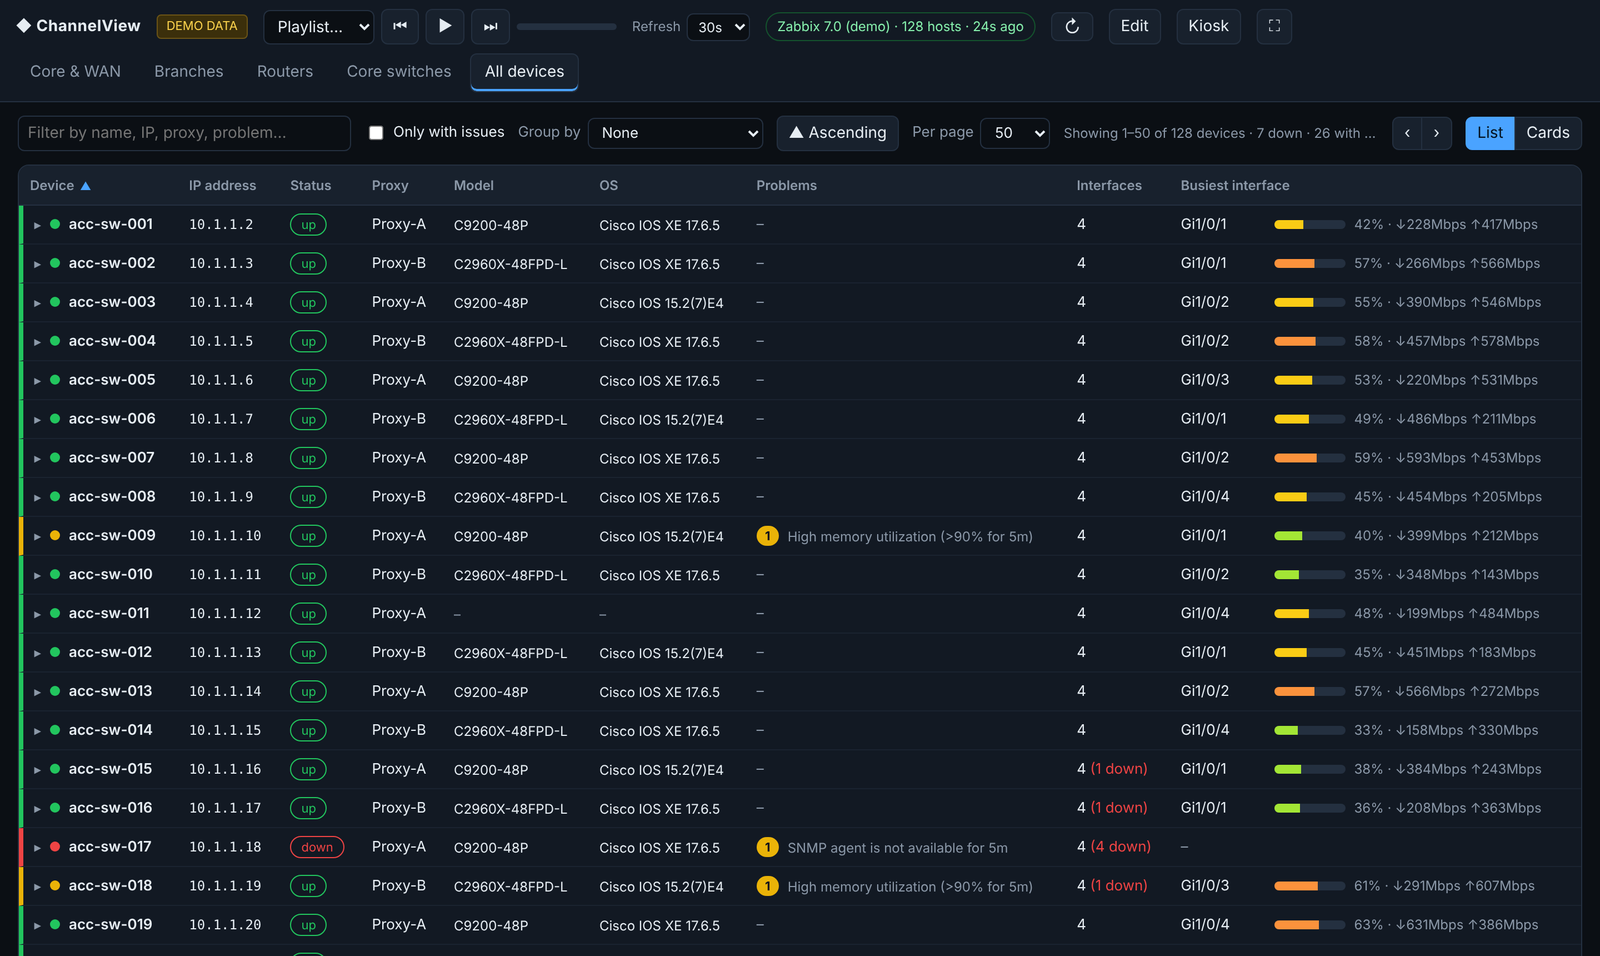 ◆ ChannelView DEMO DATA Playlist... Refresh 30s Zabbix 7.0 (demo) · 128 hosts · 24s ago Edit Kiosk
Core & WAN Branches Routers Core switches All devices
Filter by name, IP, proxy, problem... Only with issues Group by None ▲ Ascending Per page 50 Showing 1–50 of 128 devices · 7 down · 26 with ... ‹ › List Cards
Device ▲ IP address Status Proxy Model OS Problems Interfaces Busiest interface
acc-sw-001 10.1.1.2 up Proxy-A C9200-48P Cisco IOS XE 17.6.5 – 4 Gi1/0/1 42% · ↓228Mbps ↑417Mbps
acc-sw-002 10.1.1.3 up Proxy-B C2960X-48FPD-L Cisco IOS XE 17.6.5 – 4 Gi1/0/1 57% · ↓266Mbps ↑566Mbps
acc-sw-003 10.1.1.4 up Proxy-A C9200-48P Cisco IOS 15.2(7)E4 – 4 Gi1/0/2 55% · ↓390Mbps ↑546Mbps
acc-sw-004 10.1.1.5 up Proxy-B C2960X-48FPD-L Cisco IOS XE 17.6.5 – 4 Gi1/0/2 58% · ↓457Mbps ↑578Mbps
acc-sw-005 10.1.1.6 up Proxy-A C9200-48P Cisco IOS XE 17.6.5 – 4 Gi1/0/3 53% · ↓220Mbps ↑531Mbps
acc-sw-006 10.1.1.7 up Proxy-B C2960X-48FPD-L Cisco IOS 15.2(7)E4 – 4 Gi1/0/1 49% · ↓486Mbps ↑211Mbps
acc-sw-007 10.1.1.8 up Proxy-A C9200-48P Cisco IOS XE 17.6.5 – 4 Gi1/0/2 59% · ↓593Mbps ↑453Mbps
acc-sw-008 10.1.1.9 up Proxy-B C2960X-48FPD-L Cisco IOS XE 17.6.5 – 4 Gi1/0/4 45% · ↓454Mbps ↑205Mbps
acc-sw-009 10.1.1.10 up Proxy-A C9200-48P Cisco IOS 15.2(7)E4 1 High memory utilization (>90% for 5m) 4 Gi1/0/1 40% · ↓399Mbps ↑212Mbps
acc-sw-010 10.1.1.11 up Proxy-B C2960X-48FPD-L Cisco IOS XE 17.6.5 – 4 Gi1/0/2 35% · ↓348Mbps ↑143Mbps
acc-sw-011 10.1.1.12 up Proxy-A – – – 4 Gi1/0/4 48% · ↓199Mbps ↑484Mbps
acc-sw-012 10.1.1.13 up Proxy-B C2960X-48FPD-L Cisco IOS 15.2(7)E4 – 4 Gi1/0/1 45% · ↓451Mbps ↑183Mbps
acc-sw-013 10.1.1.14 up Proxy-A C9200-48P Cisco IOS XE 17.6.5 – 4 Gi1/0/2 57% · ↓566Mbps ↑272Mbps
acc-sw-014 10.1.1.15 up Proxy-B C2960X-48FPD-L Cisco IOS XE 17.6.5 – 4 Gi1/0/4 33% · ↓158Mbps ↑330Mbps
acc-sw-015 10.1.1.16 up Proxy-A C9200-48P Cisco IOS 15.2(7)E4 – 4 (1 down) Gi1/0/1 38% · ↓384Mbps ↑243Mbps
acc-sw-016 10.1.1.17 up Proxy-B C2960X-48FPD-L Cisco IOS XE 17.6.5 – 4 (1 down) Gi1/0/1 36% · ↓208Mbps ↑363Mbps
acc-sw-017 10.1.1.18 down Proxy-A C9200-48P Cisco IOS XE 17.6.5 1 SNMP agent is not available for 5m 4 (4 down) –
acc-sw-018 10.1.1.19 up Proxy-B C2960X-48FPD-L Cisco IOS 15.2(7)E4 1 High memory utilization (>90% for 5m) 4 (1 down) Gi1/0/3 61% · ↓291Mbps ↑607Mbps
acc-sw-019 10.1.1.20 up Proxy-A C9200-48P Cisco IOS XE 17.6.5 – 4 Gi1/0/4 63% · ↓631Mbps ↑386Mbps